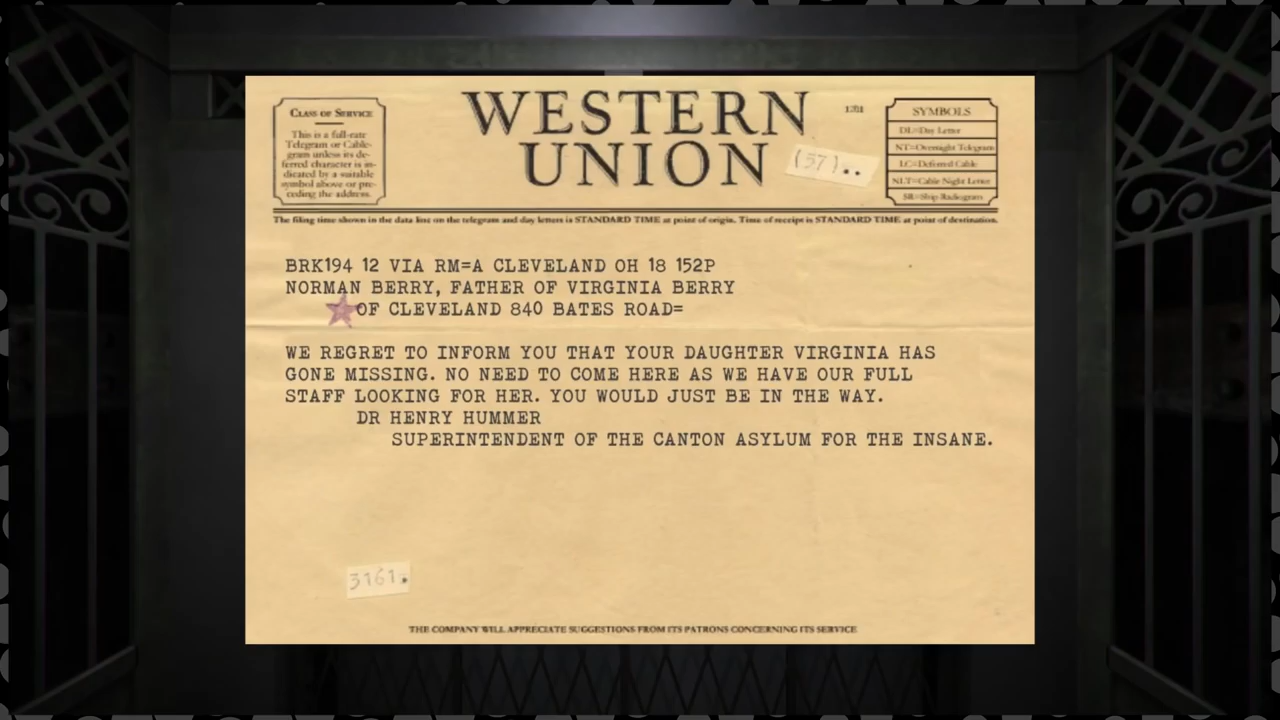 CLASS OF SERVICE
This is a full-rate
Telegram or Cable-
gram unless its de-
ferred character is in-
dicated by a suitable
symbol above or pre-
ceding the address.
WESTERN
UNION
1201
(37)..
SYMBOLS
DL=Day Letter
NT=Overnight Telegram
LC=Deferred Cable
NLT=Cable Night Letter
SR=Ship Radiogram
The filing time shown in the data line on the telegram and day letters is STANDARD TIME at point of origin. Time of receipt is STANDARD TIME at point of destination.
BRK194 12 VIA RM=A CLEVELAND OH 18 152P
NORMAN BERRY, FATHER OF VIRGINIA BERRY
OF CLEVELAND 840 BATES ROAD=
WE REGRET TO INFORM YOU THAT YOUR DAUGHTER VIRGINIA HAS
GONE MISSING. NO NEED TO COME HERE AS WE HAVE OUR FULL
STAFF LOOKING FOR HER. YOU WOULD JUST BE IN THE WAY.
DR HENRY HUMMER
SUPERINTENDENT OF THE CANTON ASYLUM FOR THE INSANE.
3161.
THE COMPANY WILL APPRECIATE SUGGESTIONS FROM ITS PATRONS CONCERNING ITS SERVICE